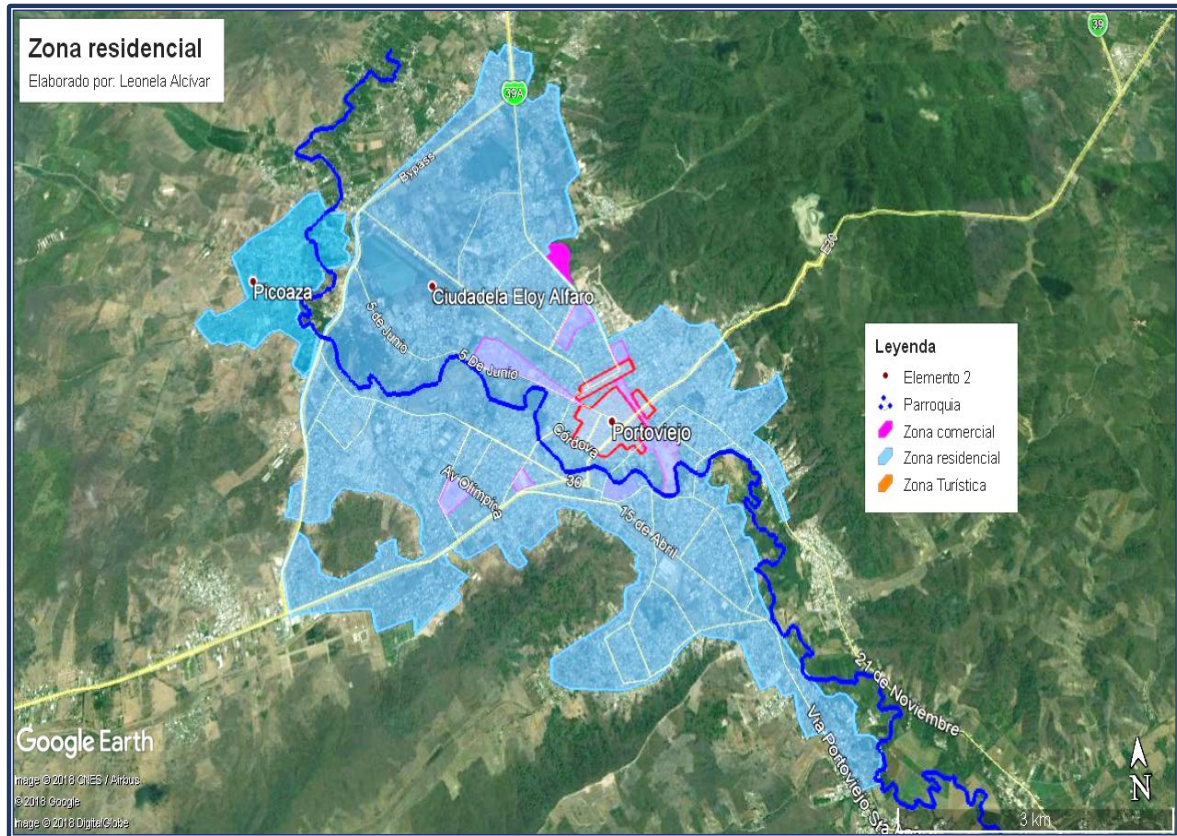 Zona residencial
Elaborado por: Leonela Alcívar
39
39A
Bypass
E30
Picoaza
Ciudadela Eloy Alfaro
5 de Junio
5 De Junio
Portoviejo
Córdova
Av Olímpica
30
15 de Abril
Leyenda
Elemento 2
Parroquia
Zona comercial
Zona residencial
Zona Turística
21 de Noviembre
Vía Portoviejo
Google Earth
Image © 2018 CNES / Airbus
© 2018 Google
Image © 2018 DigitalGlobe
N
3 km